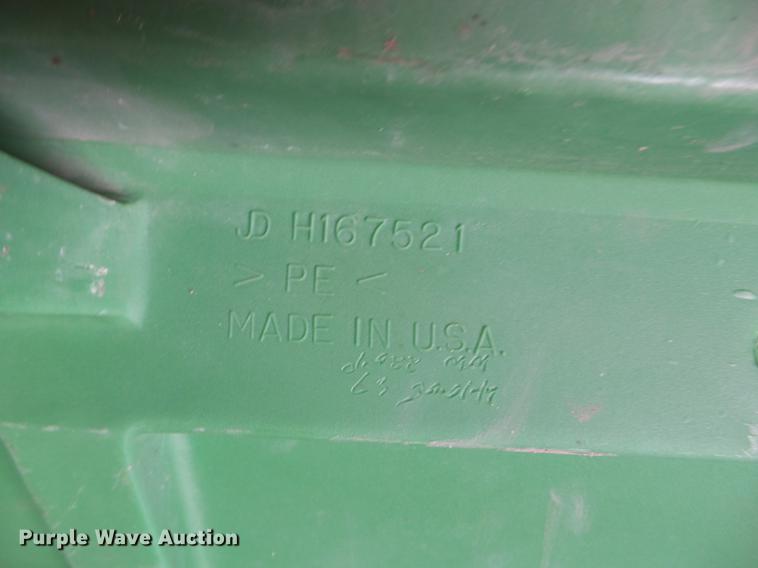 JD H167521
> PE <
MADE IN U.S.A.
Purple Wave Auction